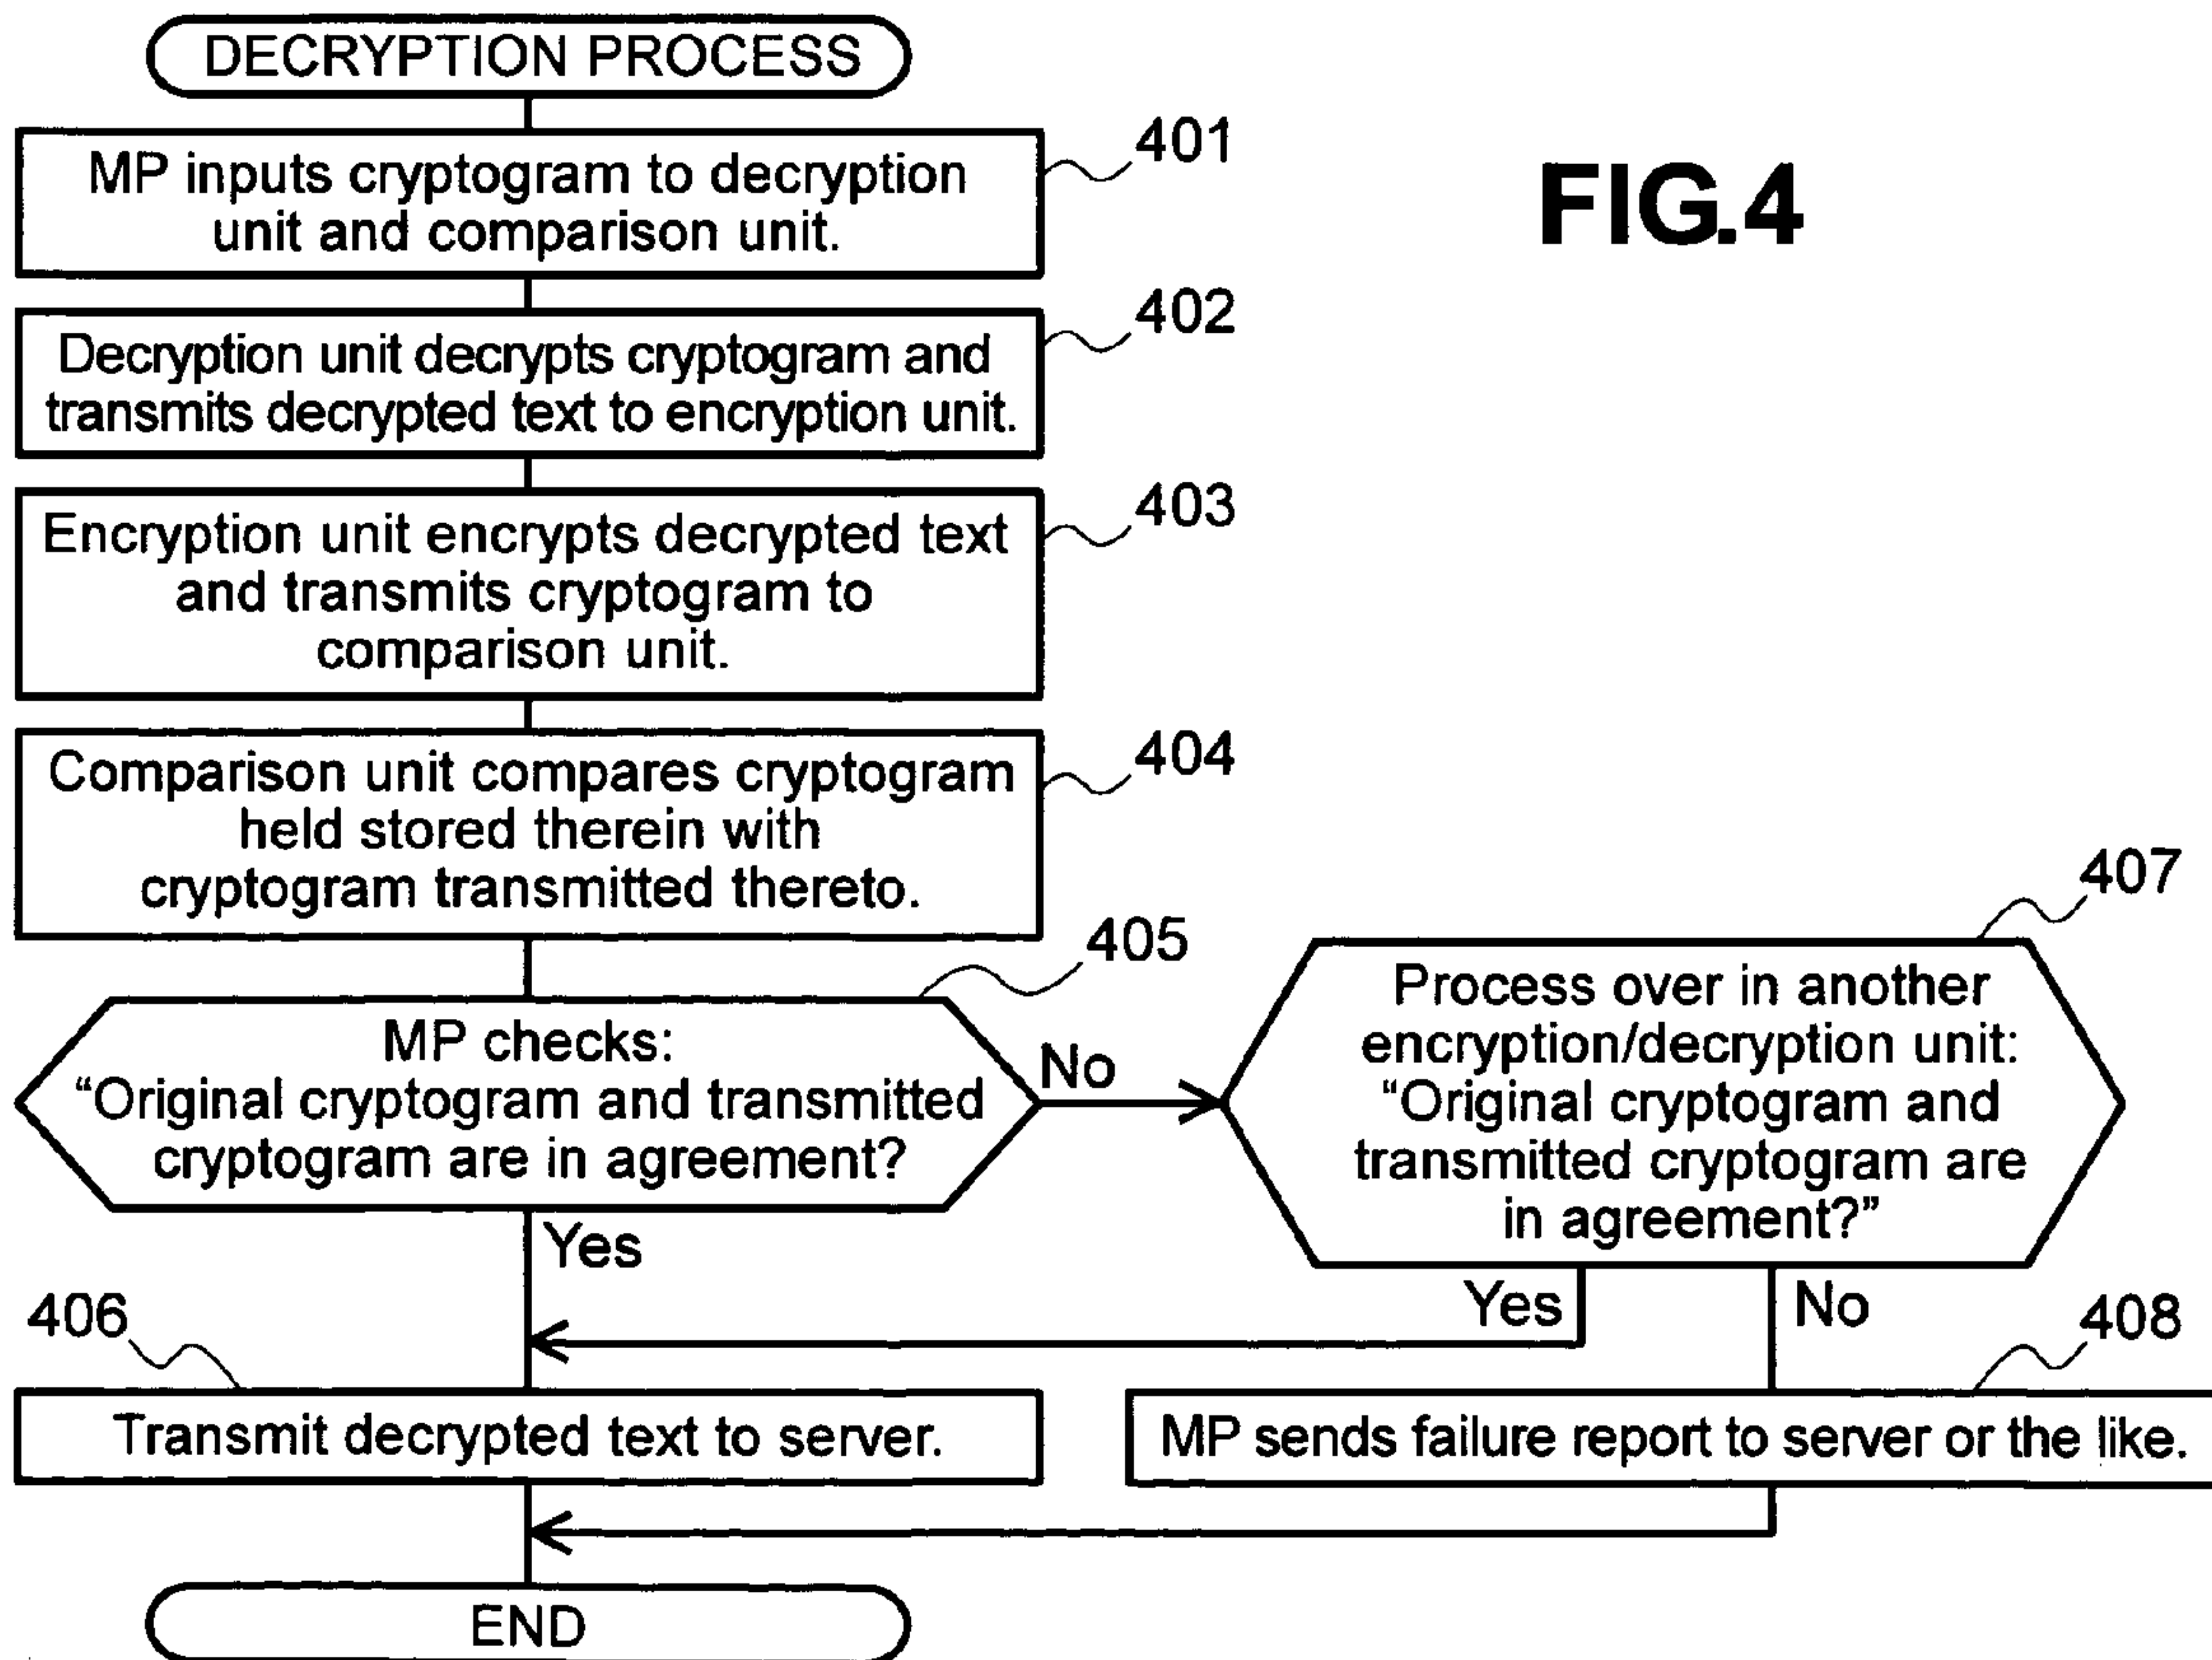 DECRYPTION PROCESS
FIG.4
401
MP inputs cryptogram to decryption
unit and comparison unit.
402
Decryption unit decrypts cryptogram and
transmits decrypted text to encryption unit.
403
Encryption unit encrypts decrypted text
and transmits cryptogram to
comparison unit.
404
Comparison unit compares cryptogram
held stored therein with
cryptogram transmitted thereto.
405
MP checks:
“Original cryptogram and transmitted
cryptogram are in agreement?
No
Yes
407
Process over in another
encryption/decryption unit:
“Original cryptogram and
transmitted cryptogram are
in agreement?”
Yes
No
406
Transmit decrypted text to server.
408
MP sends failure report to server or the like.
END